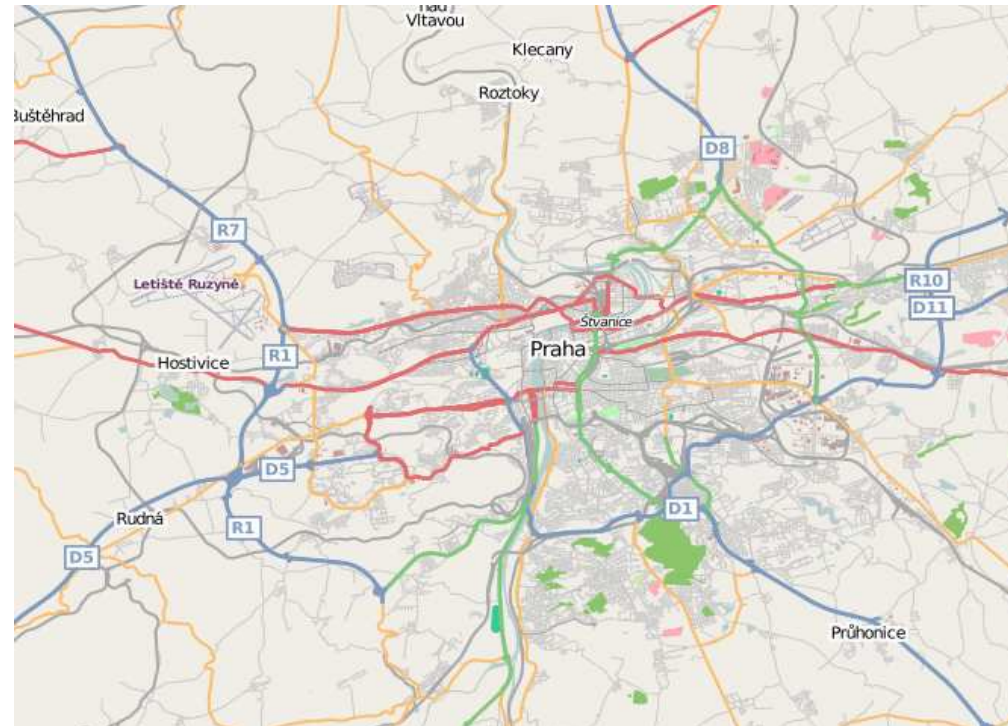 nad
Vltavou
Klecany
Roztoky
Buštěhrad
D8
R7
Letiště Ruzyně
R10
D11
Štvanice
Praha
R1
Hostivice
D5
Rudná
R1
D1
D5
Průhonice